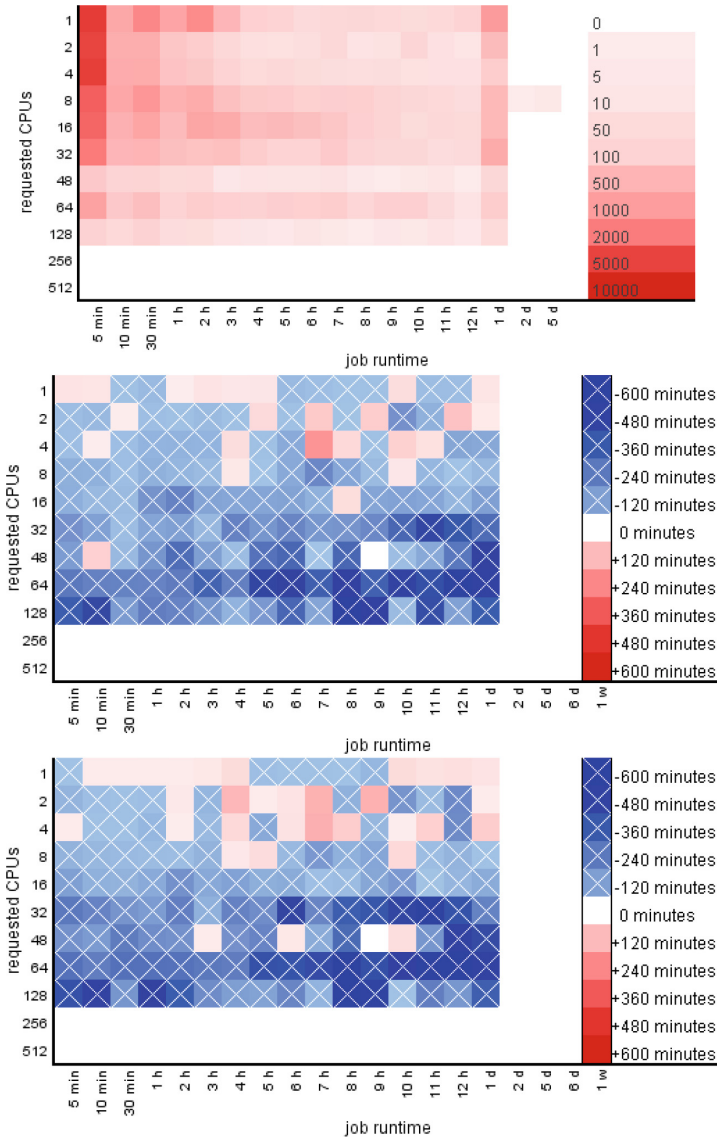 requested CPUs
1
2
4
8
16
32
48
64
128
256
512
5 min
10 min
30 min
1 h
2 h
3 h
4 h
5 h
6 h
7 h
8 h
9 h
10 h
11 h
12 h
1 d
2 d
5 d
job runtime
0
1
5
10
50
100
500
1000
2000
5000
10000
requested CPUs
1
2
4
8
16
32
48
64
128
256
512
5 min
10 min
30 min
1 h
2 h
3 h
4 h
5 h
6 h
7 h
8 h
9 h
10 h
11 h
12 h
1 d
2 d
5 d
6 d
1 w
job runtime
-600 minutes
-480 minutes
-360 minutes
-240 minutes
-120 minutes
0 minutes
+120 minutes
+240 minutes
+360 minutes
+480 minutes
+600 minutes
requested CPUs
1
2
4
8
16
32
48
64
128
256
512
5 min
10 min
30 min
1 h
2 h
3 h
4 h
5 h
6 h
7 h
8 h
9 h
10 h
11 h
12 h
1 d
2 d
5 d
6 d
1 w
job runtime
-600 minutes
-480 minutes
-360 minutes
-240 minutes
-120 minutes
0 minutes
+120 minutes
+240 minutes
+360 minutes
+480 minutes
+600 minutes